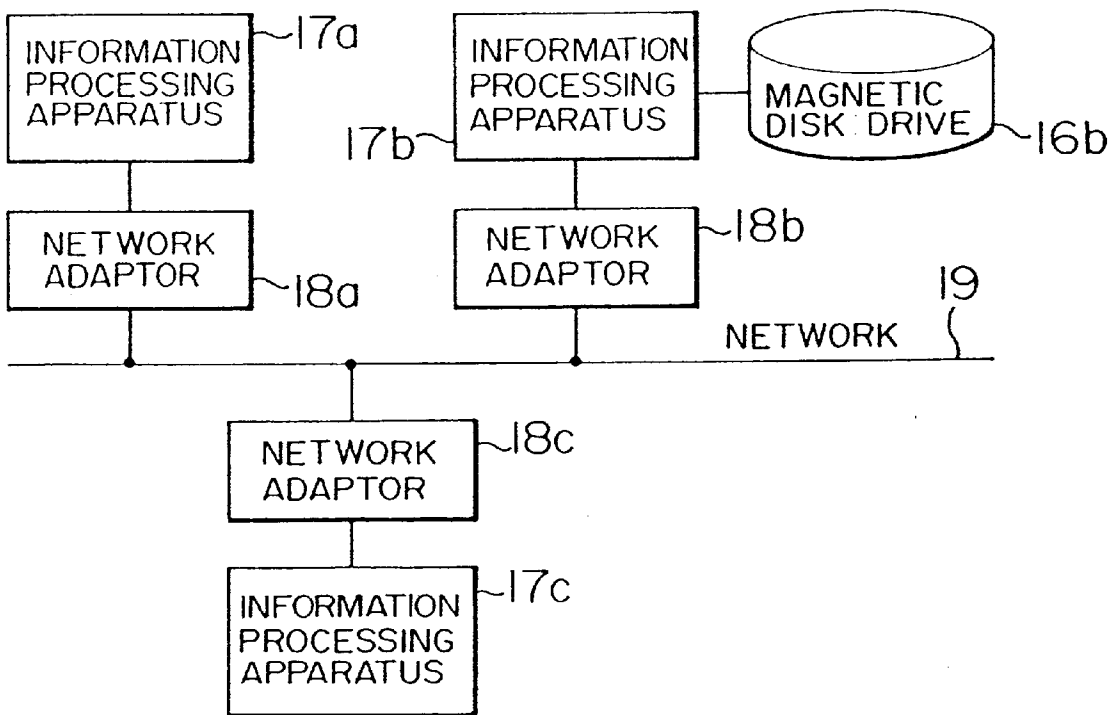 INFORMATION
PROCESSING
APPARATUS
17a
INFORMATION
PROCESSING
APPARATUS
17b
MAGNETIC
DISK DRIVE
16b
NETWORK
ADAPTOR
18a
NETWORK
ADAPTOR
18b
NETWORK
19
NETWORK
ADAPTOR
18c
INFORMATION
PROCESSING
APPARATUS
17c